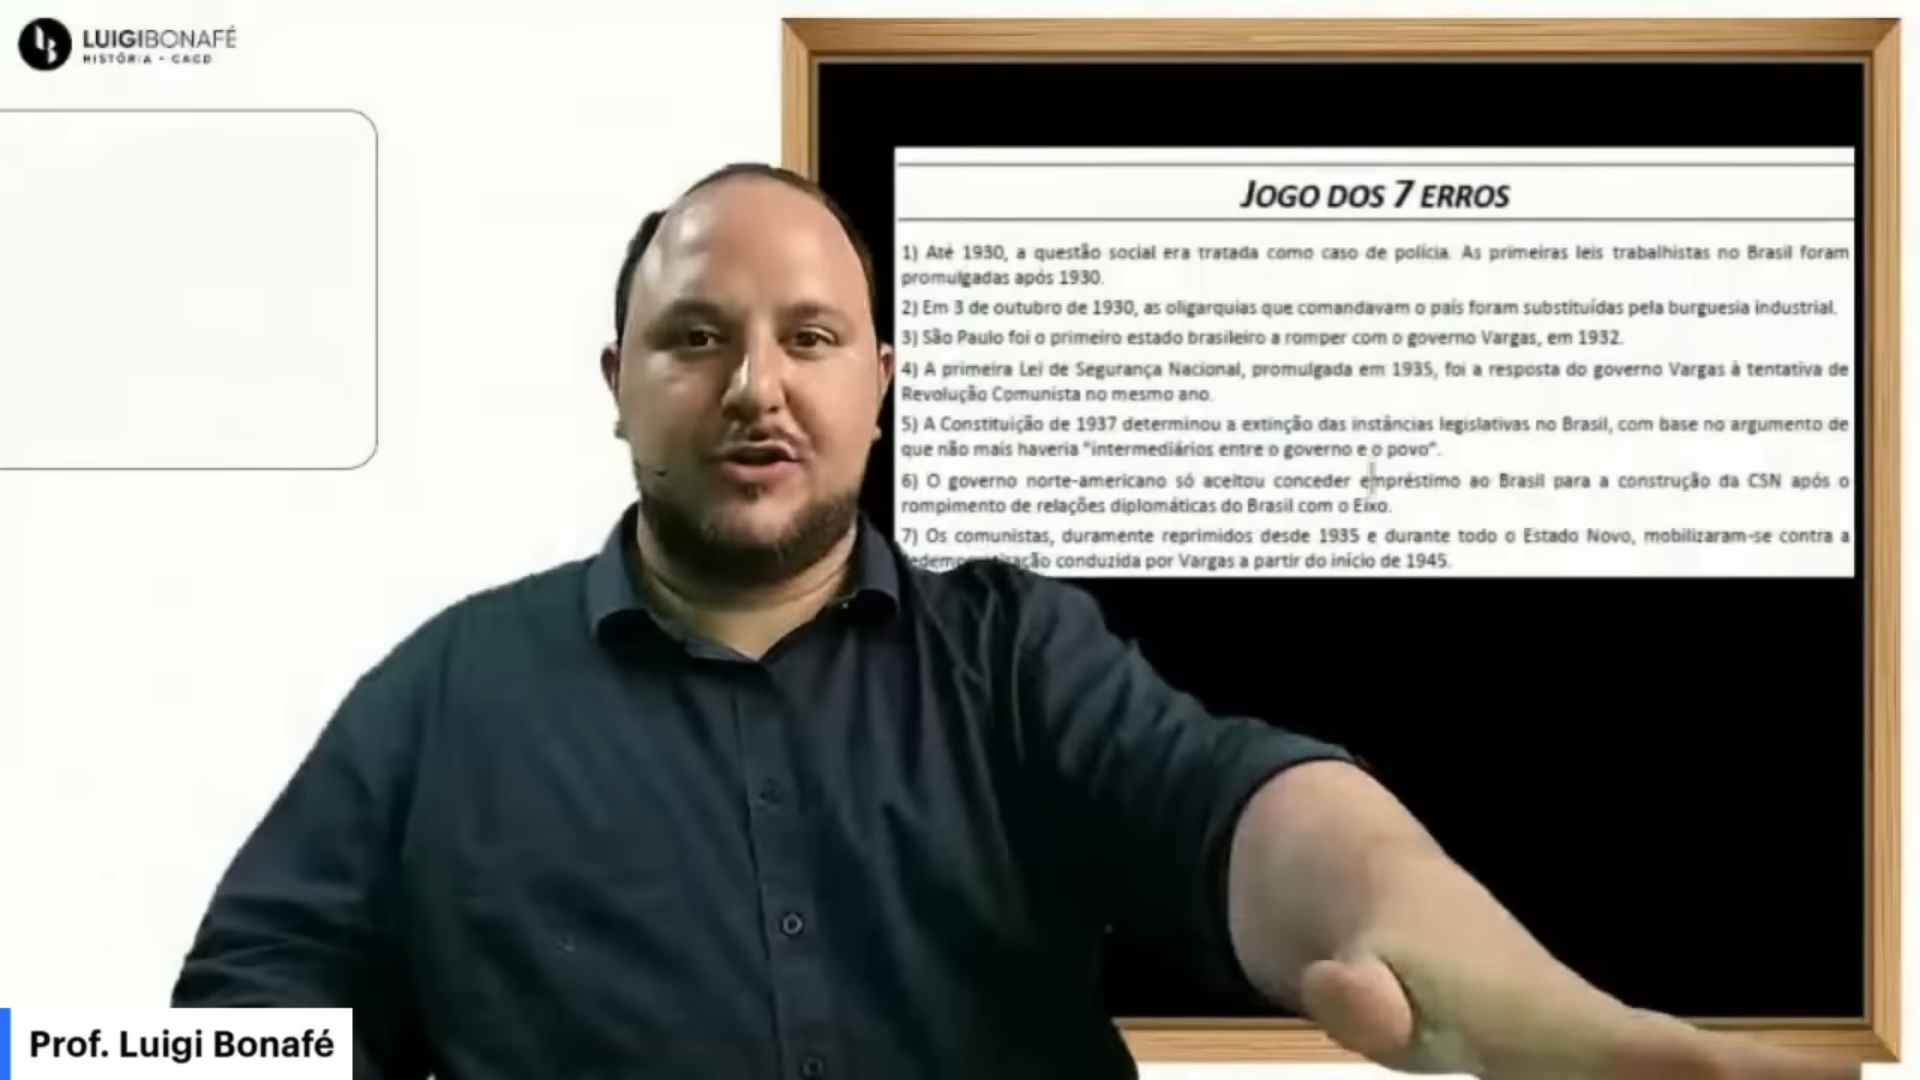 LUIGIBONAFÉ
HISTÓRIA - CACD
JOGO DOS 7 ERROS
1) Até 1930, a questão social era tratada como caso de polícia. As primeiras leis trabalhistas no Brasil foram
promulgadas após 1930.
2) Em 3 de outubro de 1930, as oligarquias que comandavam o país foram substituídas pela burguesia industrial.
3) São Paulo foi o primeiro estado brasileiro a romper com o governo Vargas, em 1932.
4) A primeira Lei de Segurança Nacional, promulgada em 1935, foi a resposta do governo Vargas à tentativa de
Revolução Comunista no mesmo ano.
5) A Constituição de 1937 determinou a extinção das instâncias legislativas no Brasil, com base no argumento de
que não mais haveria "intermediários entre o governo e o povo".
6) O governo norte-americano só aceitou conceder empréstimo ao Brasil para a construção da CSN após o
rompimento de relações diplomáticas do Brasil com o Eixo.
7) Os comunistas, duramente reprimidos desde 1935 e durante todo o Estado Novo, mobilizaram-se contra a
conduzida por Vargas a partir do início de 1945.
Prof. Luigi Bonafé